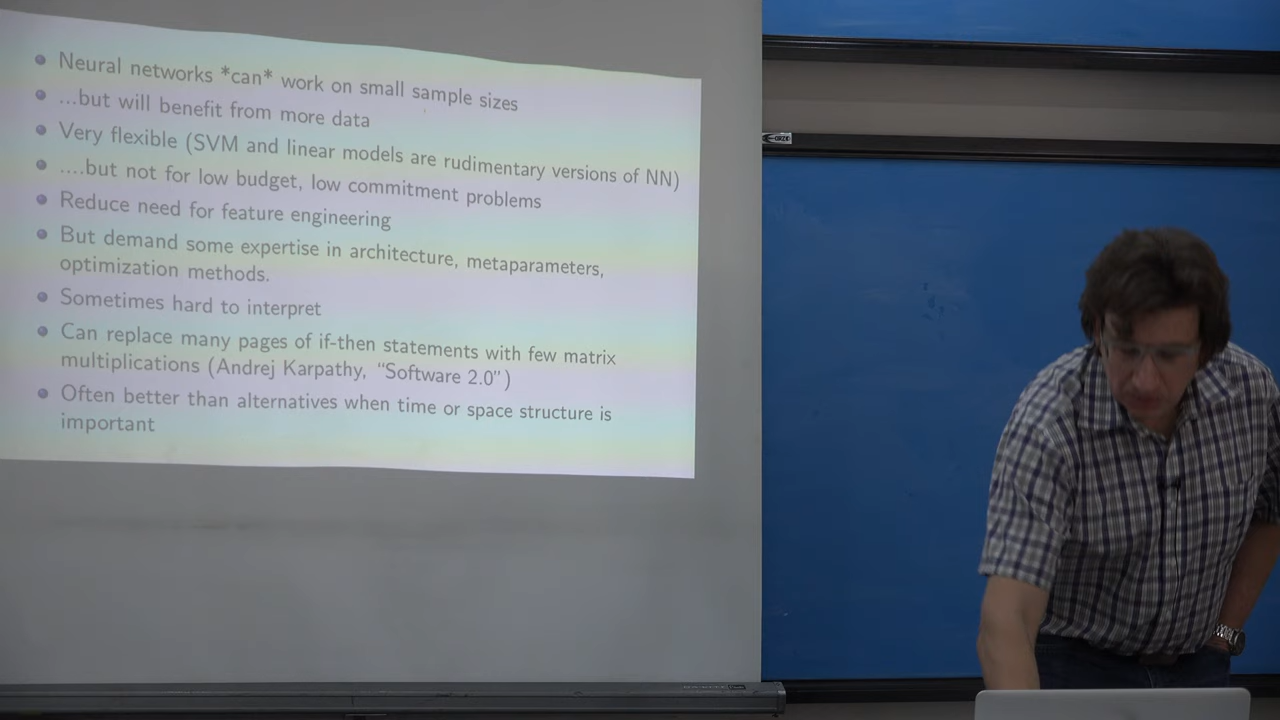 Neural networks *can* work on small sample sizes
...but will benefit from more data
Very flexible (SVM and linear models are rudimentary versions of NN)
....but not for low budget, low commitment problems
Reduce need for feature engineering
But demand some expertise in architecture, metaparameters,
optimization methods.
Sometimes hard to interpret
Can replace many pages of if-then statements with few matrix
multiplications (Andrej Karpathy, “Software 2.0”)
Often better than alternatives when time or space structure is
important